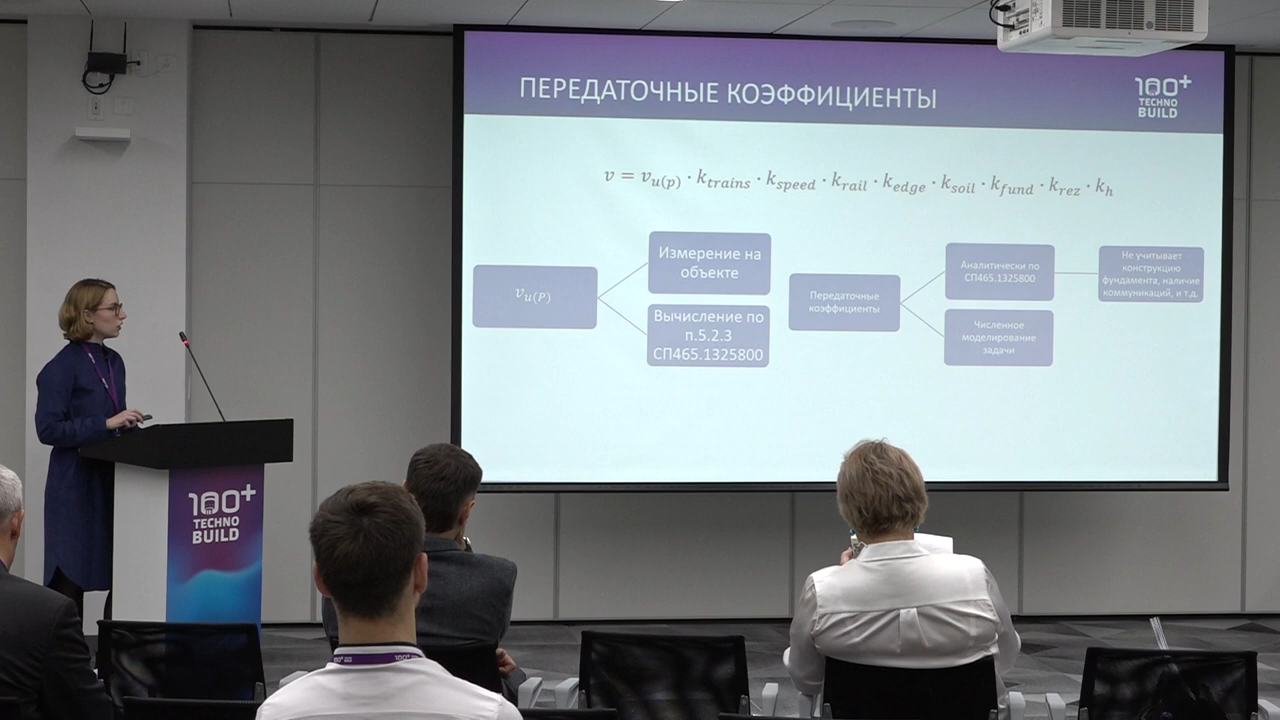 ПЕРЕДАТОЧНЫЕ КОЭФФИЦИЕНТЫ
100+
TECHNO
BUILD
v = v_{u(p)} · k_{trains} · k_{speed} · k_{rail} · k_{edge} · k_{soil} · k_{fund} · k_{rez} · k_h
v_{u(P)}
Измерение на
объекте
Вычисление по
п.5.2.3
СП465.1325800
Передаточные
коэффициенты
Аналитически по
СП465.1325800
Численное
моделирование
задачи
Не учитывает
конструкцию
фундамента, наличие
коммуникаций, и т.д.
100+
TECHNO
BUILD
100+